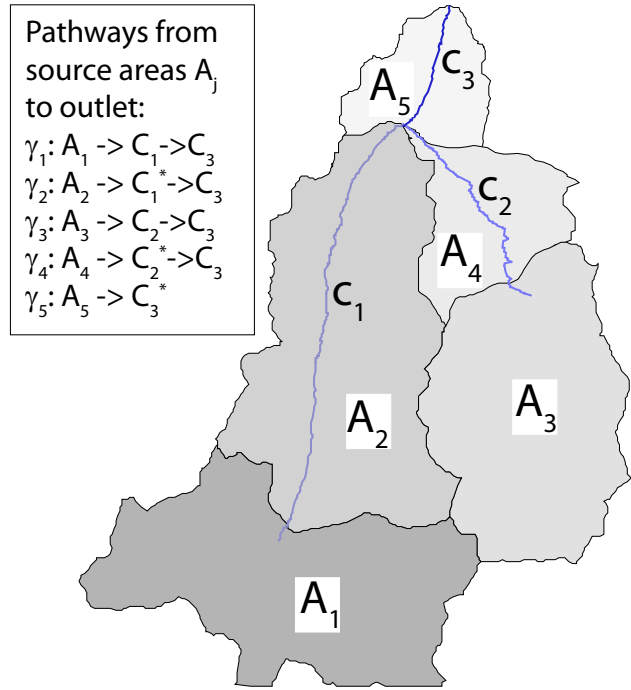 Pathways from
source areas A_j
to outlet:
γ₁: A₁ -> C₁->C₃
γ₂: A₂ -> C₁*->C₃
γ₃: A₃ -> C₂->C₃
γ₄: A₄ -> C₂*->C₃
γ₅: A₅ -> C₃*
C₃
A₅
C₂
A₄
C₁
A₃
A₂
A₁